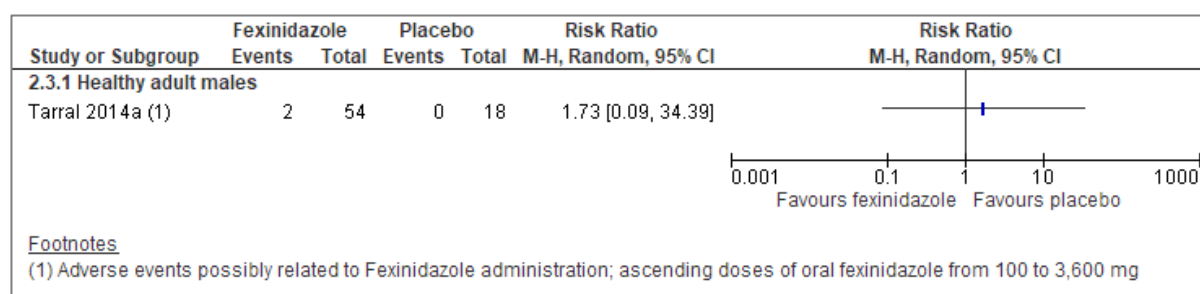 Fexinidazole Placebo Risk Ratio Risk Ratio
Study or Subgroup Events Total Events Total M-H, Random, 95% CI M-H, Random, 95% CI
2.3.1 Healthy adult males
Tarral 2014a (1) 2 54 0 18 1.73 [0.09, 34.39]
0.001 0.1 1 10 1000
Favours fexinidazole Favours placebo
Footnotes
(1) Adverse events possibly related to Fexinidazole administration; ascending doses of oral fexinidazole from 100 to 3,600 mg